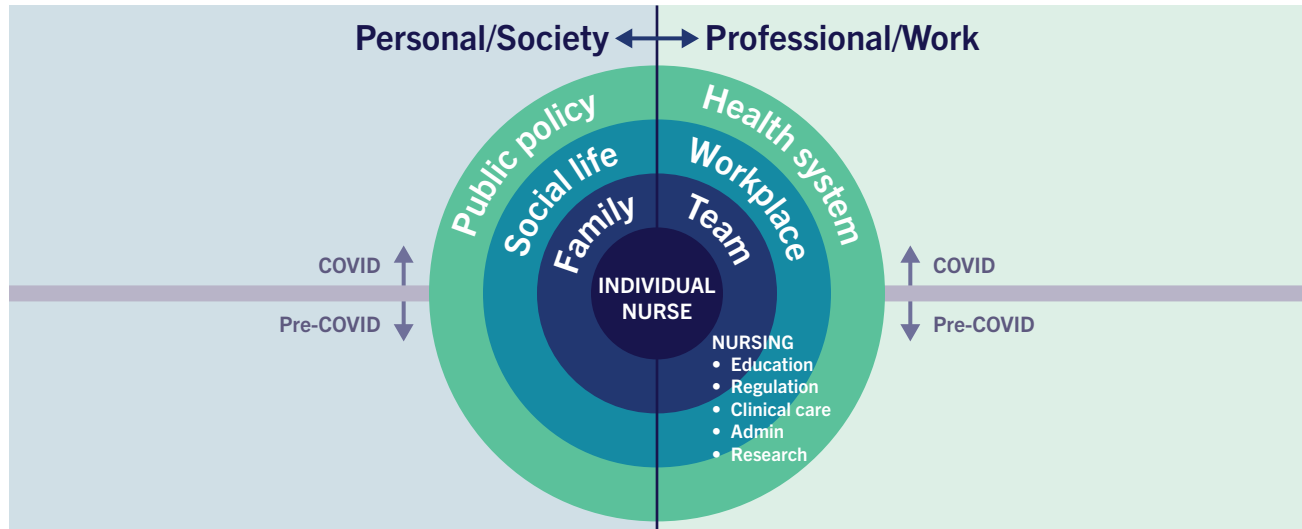 Personal/Society Professional/Work
Public policy
Health system
Social life
Workplace
Family
Team
INDIVIDUAL
NURSE
COVID
Pre-COVID
COVID
Pre-COVID
NURSING
• Education
• Regulation
• Clinical care
• Admin
• Research